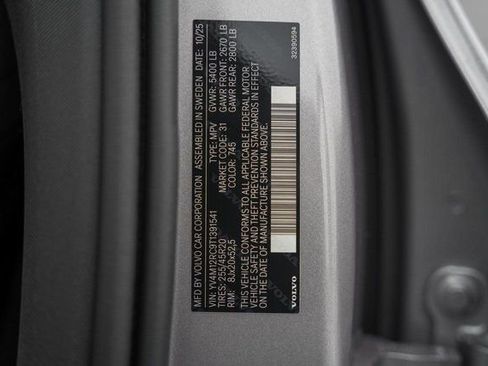 MFD BY VOLVO CAR CORPORATION ASSEMBLED IN SWEDEN DATE: 10/25
VIN: YV4M12RC9T1391541 TYPE: MPV GVWR: 5400 LB
TIRES: 255/45R20 MARKET CODE: 31 GAWR FRONT: 2670 LB
RIM: 8Jx20x52,5 COLOR: 745 GAWR REAR: 2800 LB
THIS VEHICLE CONFORMS TO ALL APPLICABLE FEDERAL MOTOR
VEHICLE SAFETY AND THEFT PREVENTION STANDARDS IN EFFECT
ON THE DATE OF MANUFACTURE SHOWN ABOVE.
VOLVO 32390594